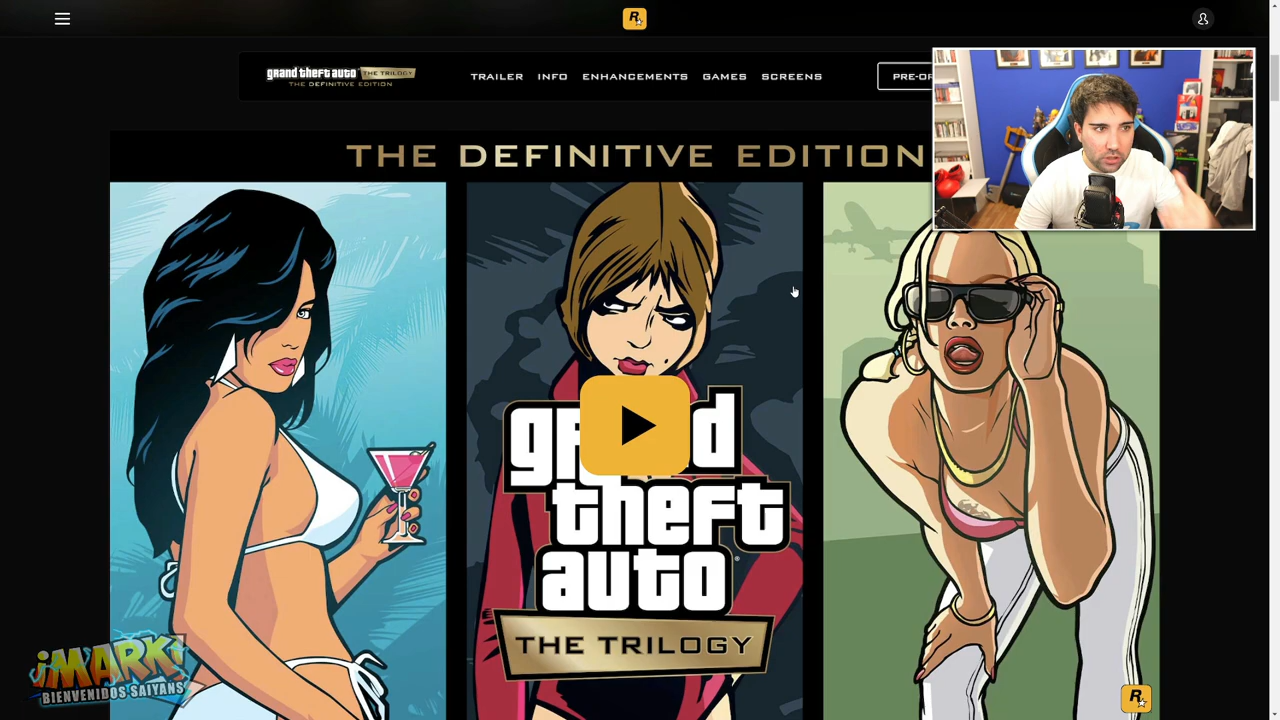 R
grand theft auto THE TRILOGY
THE DEFINITIVE EDITION
TRAILER INFO ENHANCEMENTS GAMES SCREENS
PRE-OR
THE DEFINITIVE EDITION
grand
theft
auto
THE TRILOGY
¡MARK!
BIENVENIDOS SAIYANS
R